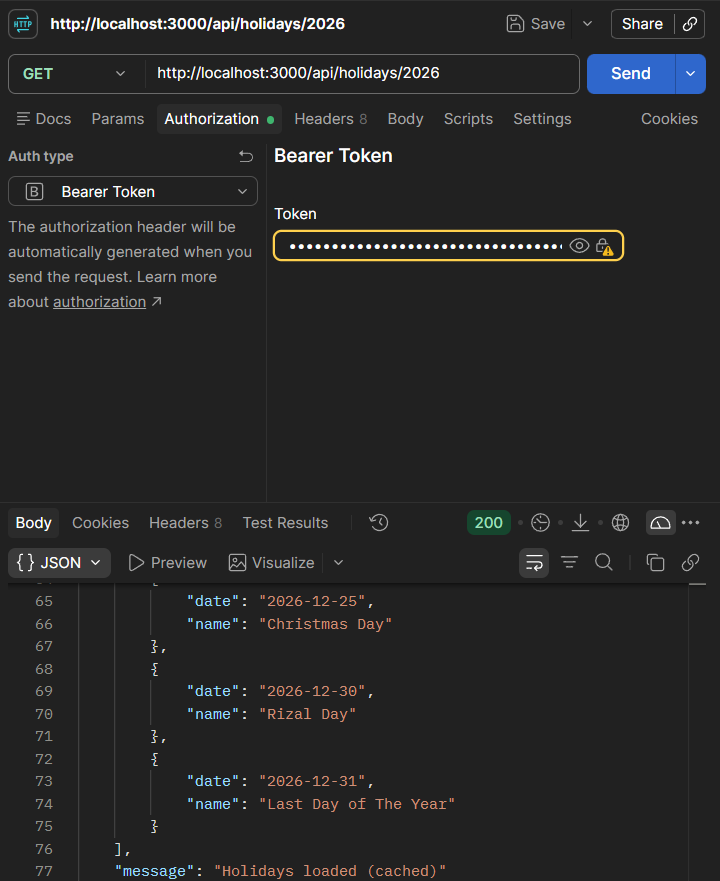 HTTP http://localhost:3000/api/holidays/2026 Save Share
GET http://localhost:3000/api/holidays/2026 Send
Docs Params Authorization Headers 8 Body Scripts Settings Cookies
Auth type
B Bearer Token
The authorization header will be
automatically generated when you
send the request. Learn more
about authorization ↗
Bearer Token
Token
Body Cookies Headers 8 Test Results 200
{} JSON Preview Visualize
65 "date": "2026-12-25",
66 "name": "Christmas Day"
67 },
68 {
69 "date": "2026-12-30",
70 "name": "Rizal Day"
71 },
72 {
73 "date": "2026-12-31",
74 "name": "Last Day of The Year"
75 }
76 ],
77 "message": "Holidays loaded (cached)"